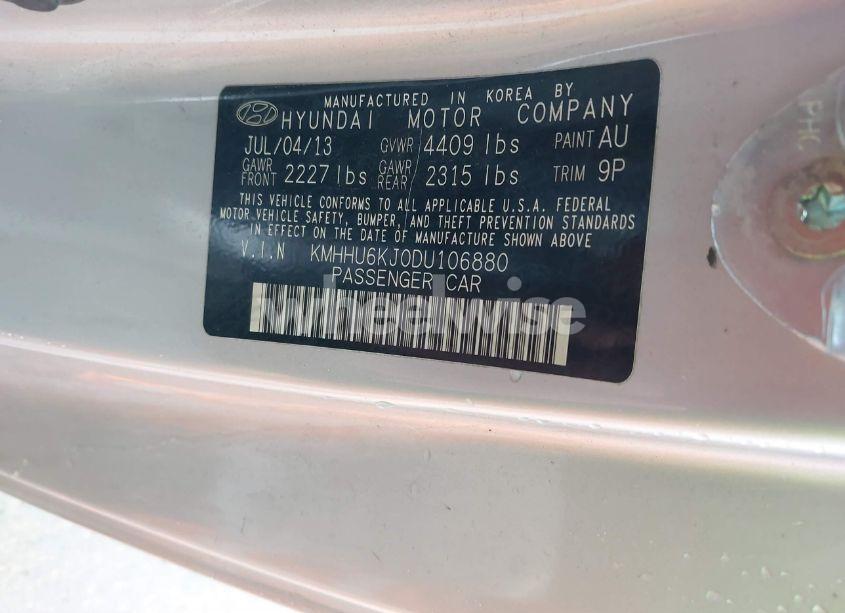 MANUFACTURED IN KOREA BY
HYUNDAI MOTOR COMPANY
JUL/04/13 GVWR 4409 lbs PAINT AU
GAWR FRONT 2227 lbs GAWR REAR 2315 lbs TRIM 9P
THIS VEHICLE CONFORMS TO ALL APPLICABLE U.S.A. FEDERAL
MOTOR VEHICLE SAFETY, BUMPER, AND THEFT PREVENTION STANDARDS
IN EFFECT ON THE DATE OF MANUFACTURE SHOWN ABOVE
V.I.N KMHHU6KJ0DU106880
PASSENGER CAR
wheelwise
PHC